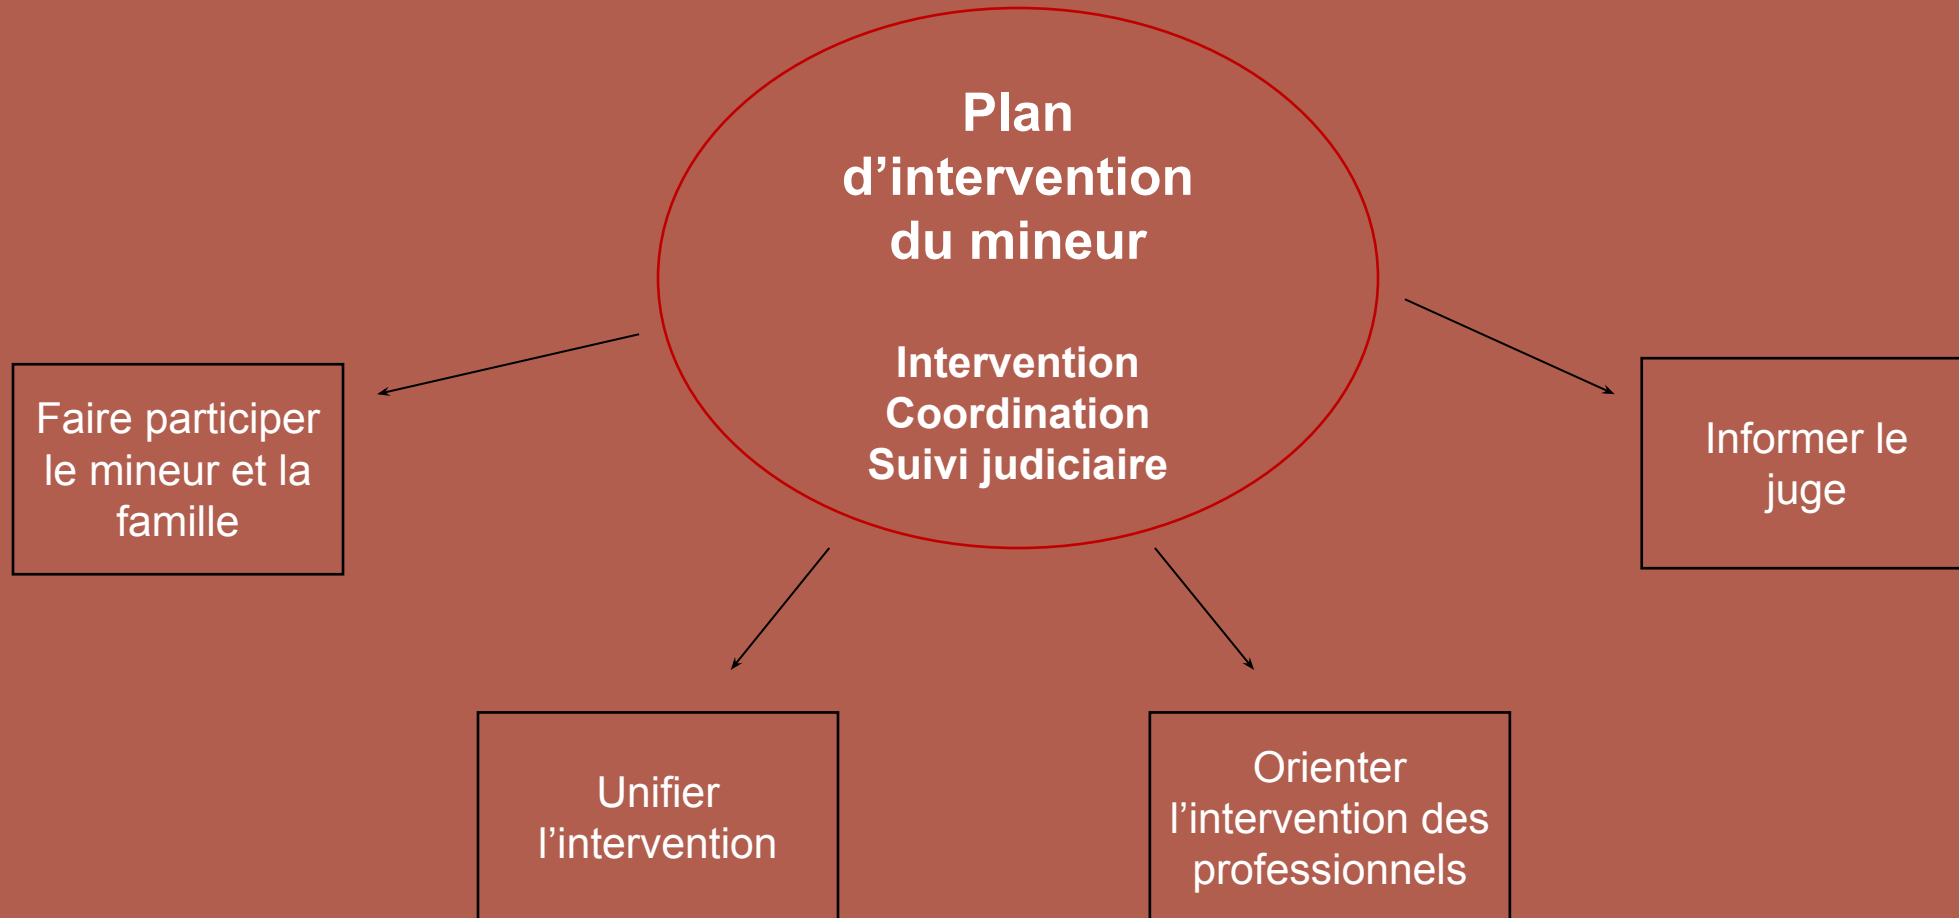 Plan
d’intervention
du mineur
Intervention
Coordination
Suivi judiciaire
Faire participer
le mineur et la
famille
Informer le
juge
Unifier
l’intervention
Orienter
l’intervention des
professionnels